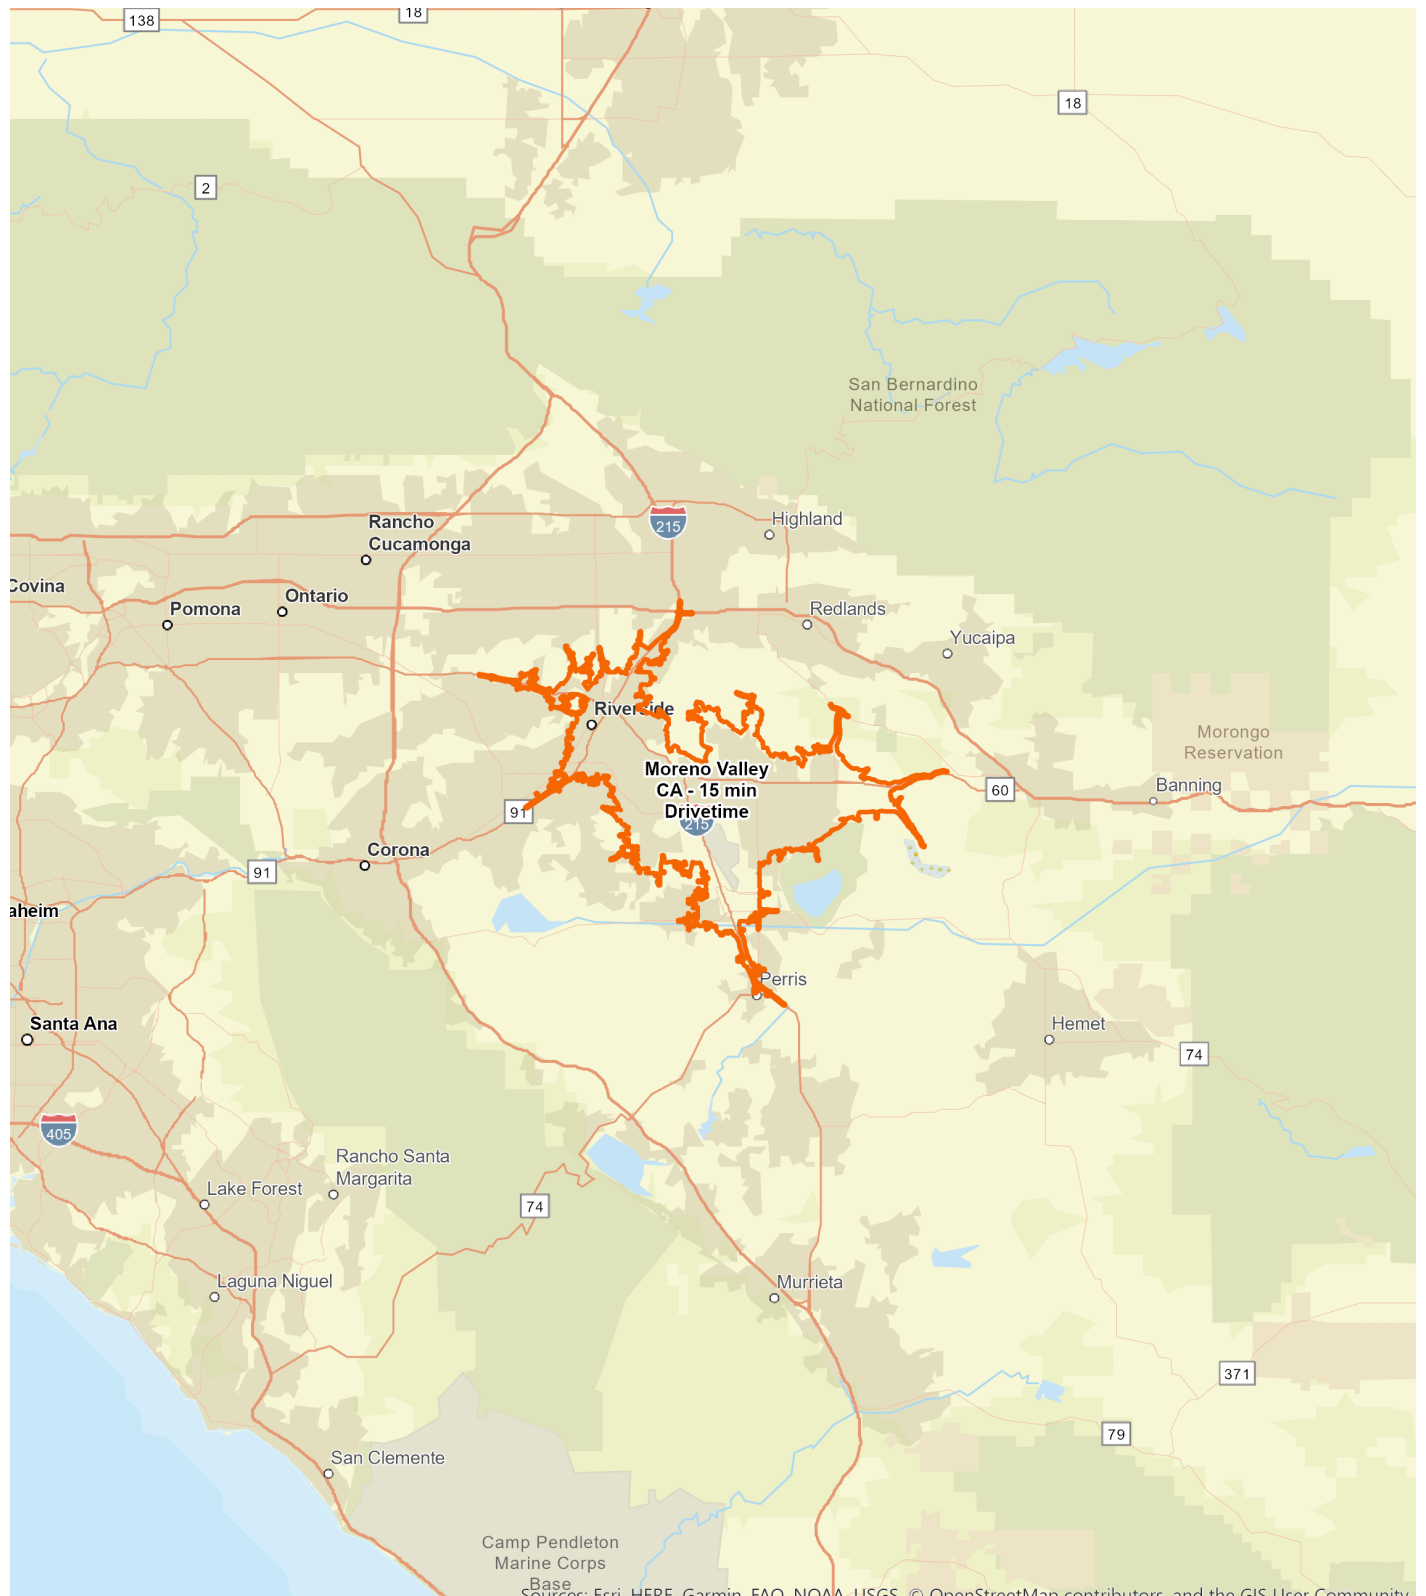 18
138
18
2
San Bernardino
National Forest
Rancho
Cucamonga
215
Highland
Covina
Ontario
Pomona
Redlands
Yucaipa
Riverside
Morongo
Reservation
Moreno Valley
CA - 15 min
Drivetime
60
Banning
91
215
Corona
91
aheim
Perris
Santa Ana
Hemet
74
405
Rancho Santa
Margarita
Lake Forest
74
Laguna Niguel
Murrieta
371
79
San Clemente
Camp Pendleton
Marine Corps
Base
Sources: Esri, HERE, Garmin, FAO, NOAA, USGS, © OpenStreetMap contributors, and the GIS User Community